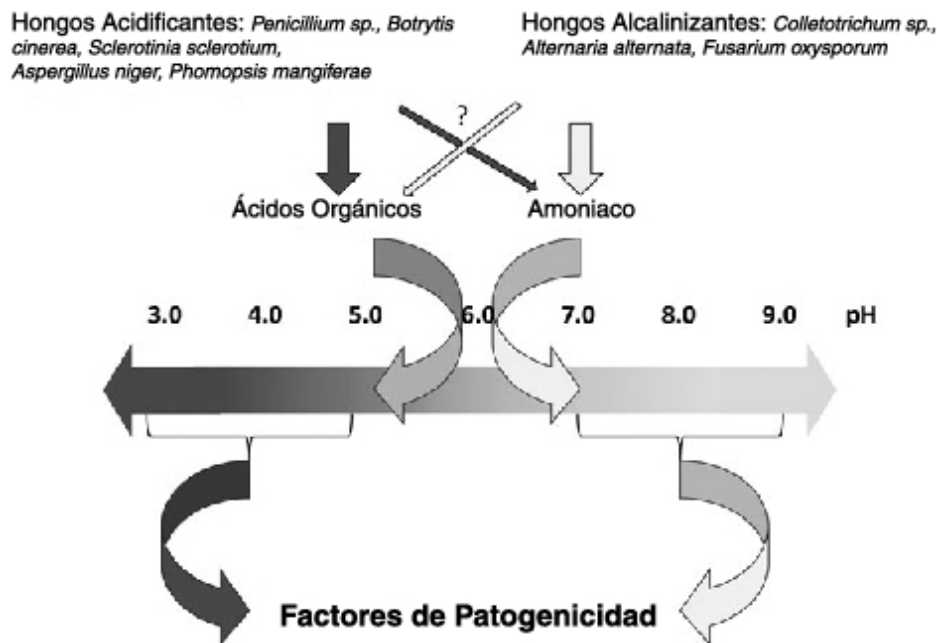 Hongos Acidificantes: Penicillium sp., Botrytis
cinerea, Sclerotinia sclerotium,
Aspergillus niger, Phomopsis mangiferae
Hongos Alcalinizantes: Colletotrichum sp.,
Alternaria alternata, Fusarium oxysporum
?
Ácidos Orgánicos
Amoniaco
3.0 4.0 5.0 6.0 7.0 8.0 9.0 pH
Factores de Patogenicidad